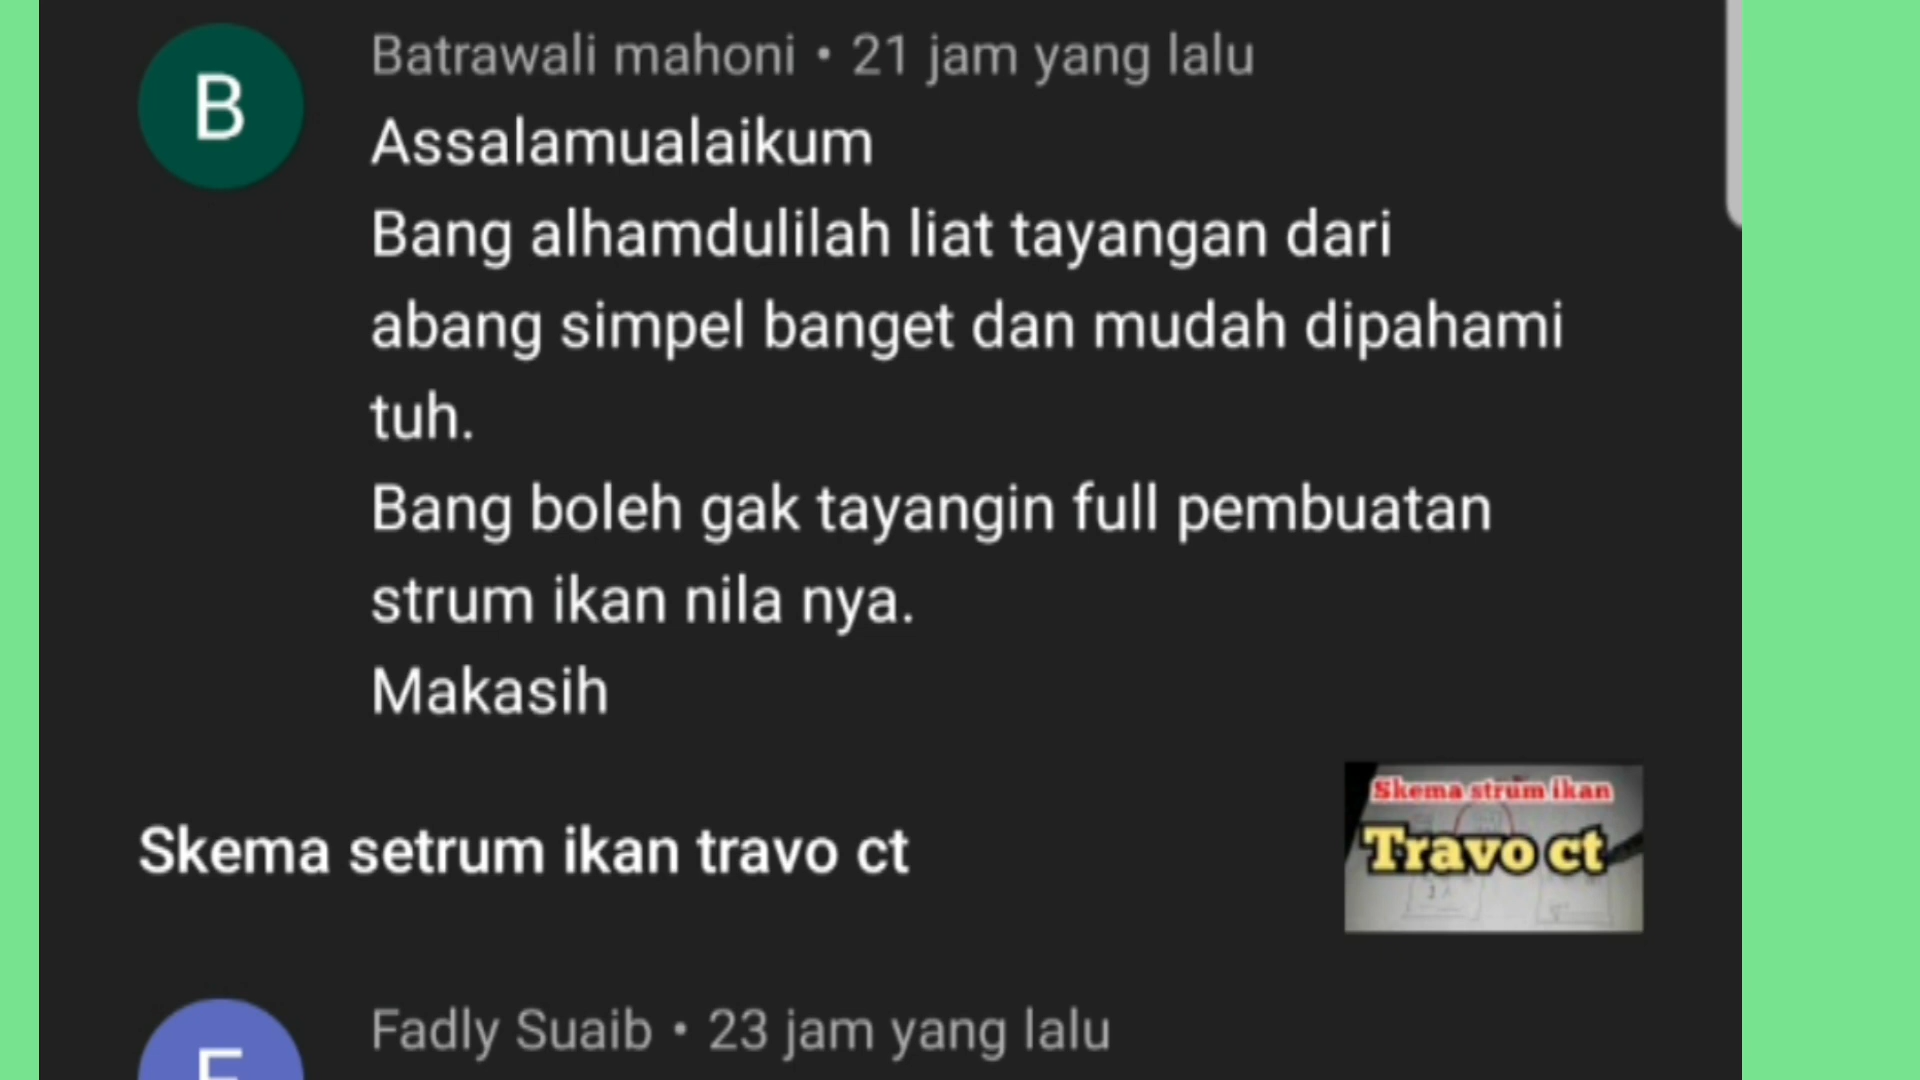 B
Batrawali mahoni • 21 jam yang lalu
Assalamualaikum
Bang alhamdulilah liat tayangan dari
abang simpel banget dan mudah dipahami
tuh.
Bang boleh gak tayangin full pembuatan
strum ikan nila nya.
Makasih
Skema setrum ikan travo ct
Skema strum ikan
Travo ct
Fadly Suaib • 23 jam yang lalu